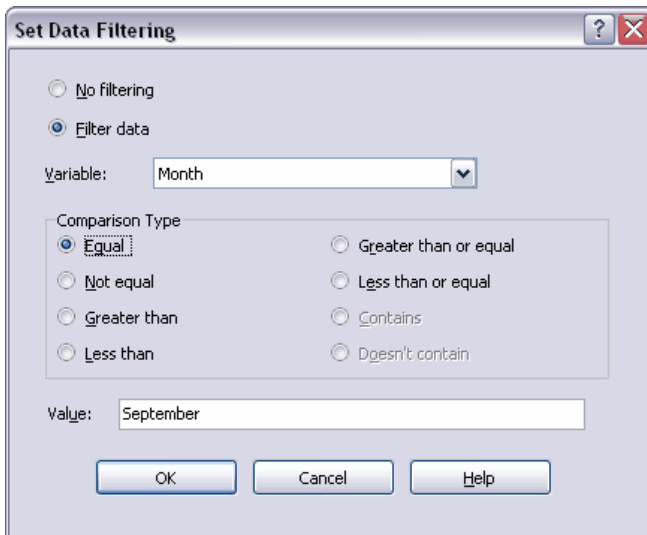 Set Data Filtering
No filtering
Filter data
Variable: Month
Comparison Type
Equal Greater than or equal
Not equal Less than or equal
Greater than Contains
Less than Doesn't contain
Value: September
OK Cancel Help